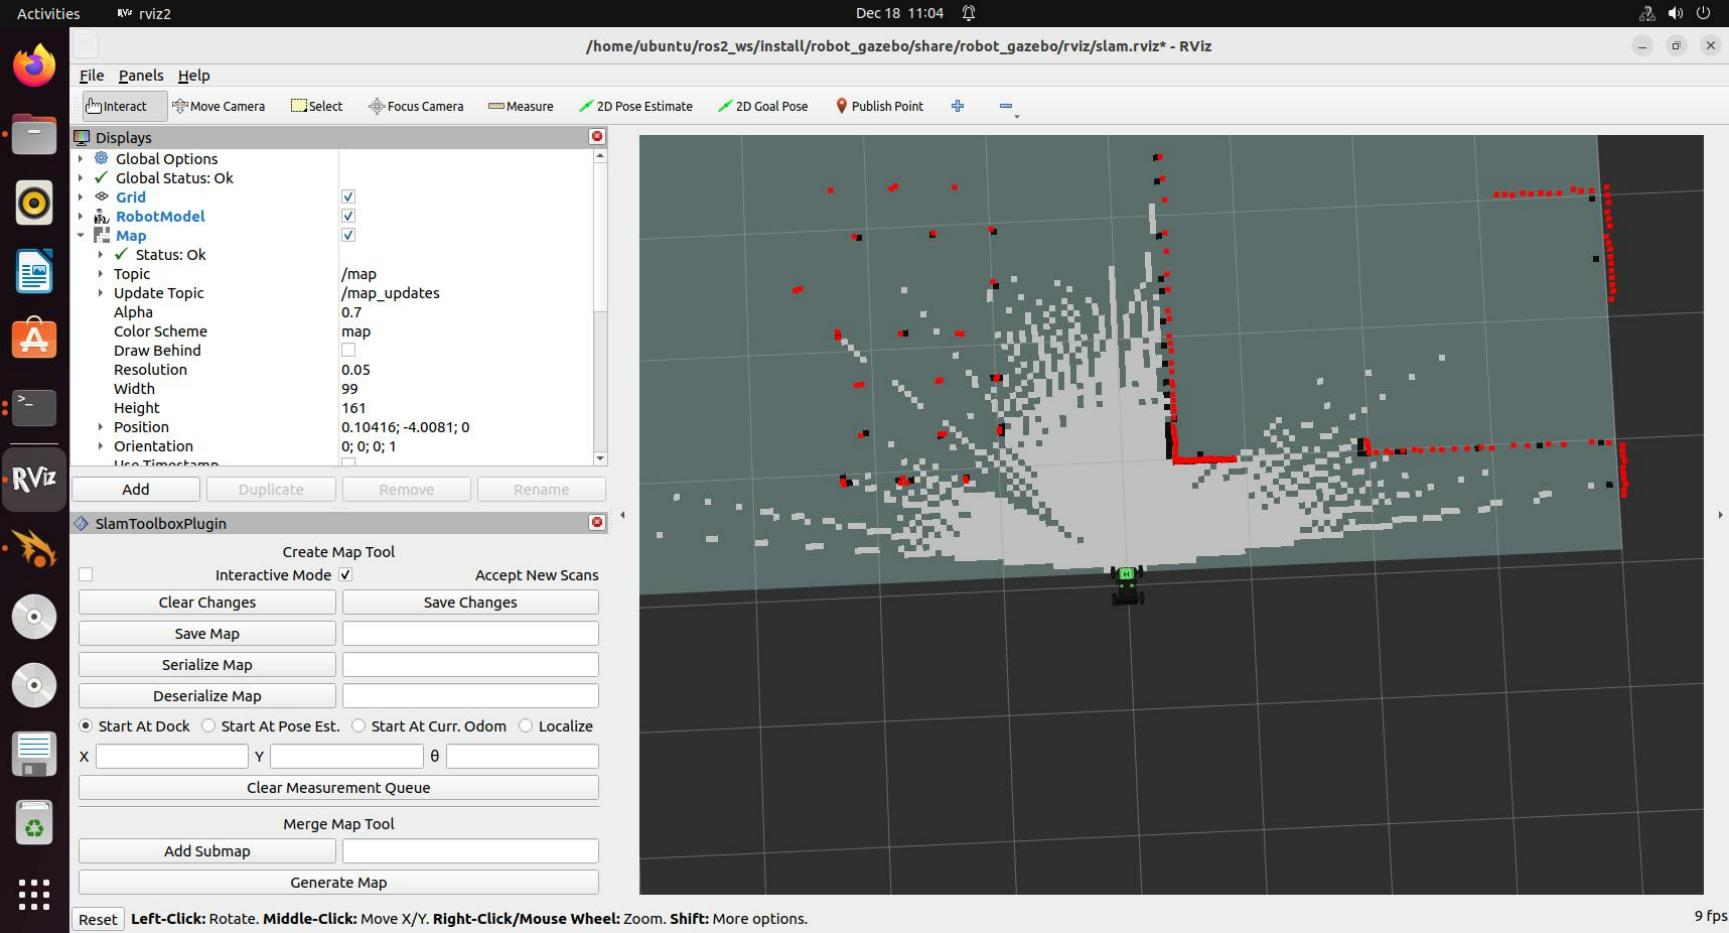 Activities
RViz rviz2
Dec 18 11:04
/home/ubuntu/ros2_ws/install/robot_gazebo/share/robot_gazebo/rviz/slam.rviz* - RViz
File Panels Help
Interact Move Camera Select Focus Camera Measure 2D Pose Estimate 2D Goal Pose Publish Point
Displays
Global Options
Global Status: Ok
Grid
RobotModel
Map
Status: Ok
Topic /map
Update Topic /map_updates
Alpha 0.7
Color Scheme map
Draw Behind
Resolution 0.05
Width 99
Height 161
Position 0.10416; -4.0081; 0
Orientation 0; 0; 0; 1
Use Timestamp
Add Duplicate Remove Rename
RViz
SlamToolboxPlugin
Create Map Tool
Interactive Mode Accept New Scans
Clear Changes Save Changes
Save Map
Serialize Map
Deserialize Map
Start At Dock Start At Pose Est. Start At Curr. Odom Localize
X Y θ
Clear Measurement Queue
Merge Map Tool
Add Submap
Generate Map
Reset Left-Click: Rotate. Middle-Click: Move X/Y. Right-Click/Mouse Wheel: Zoom. Shift: More options. 9 fps